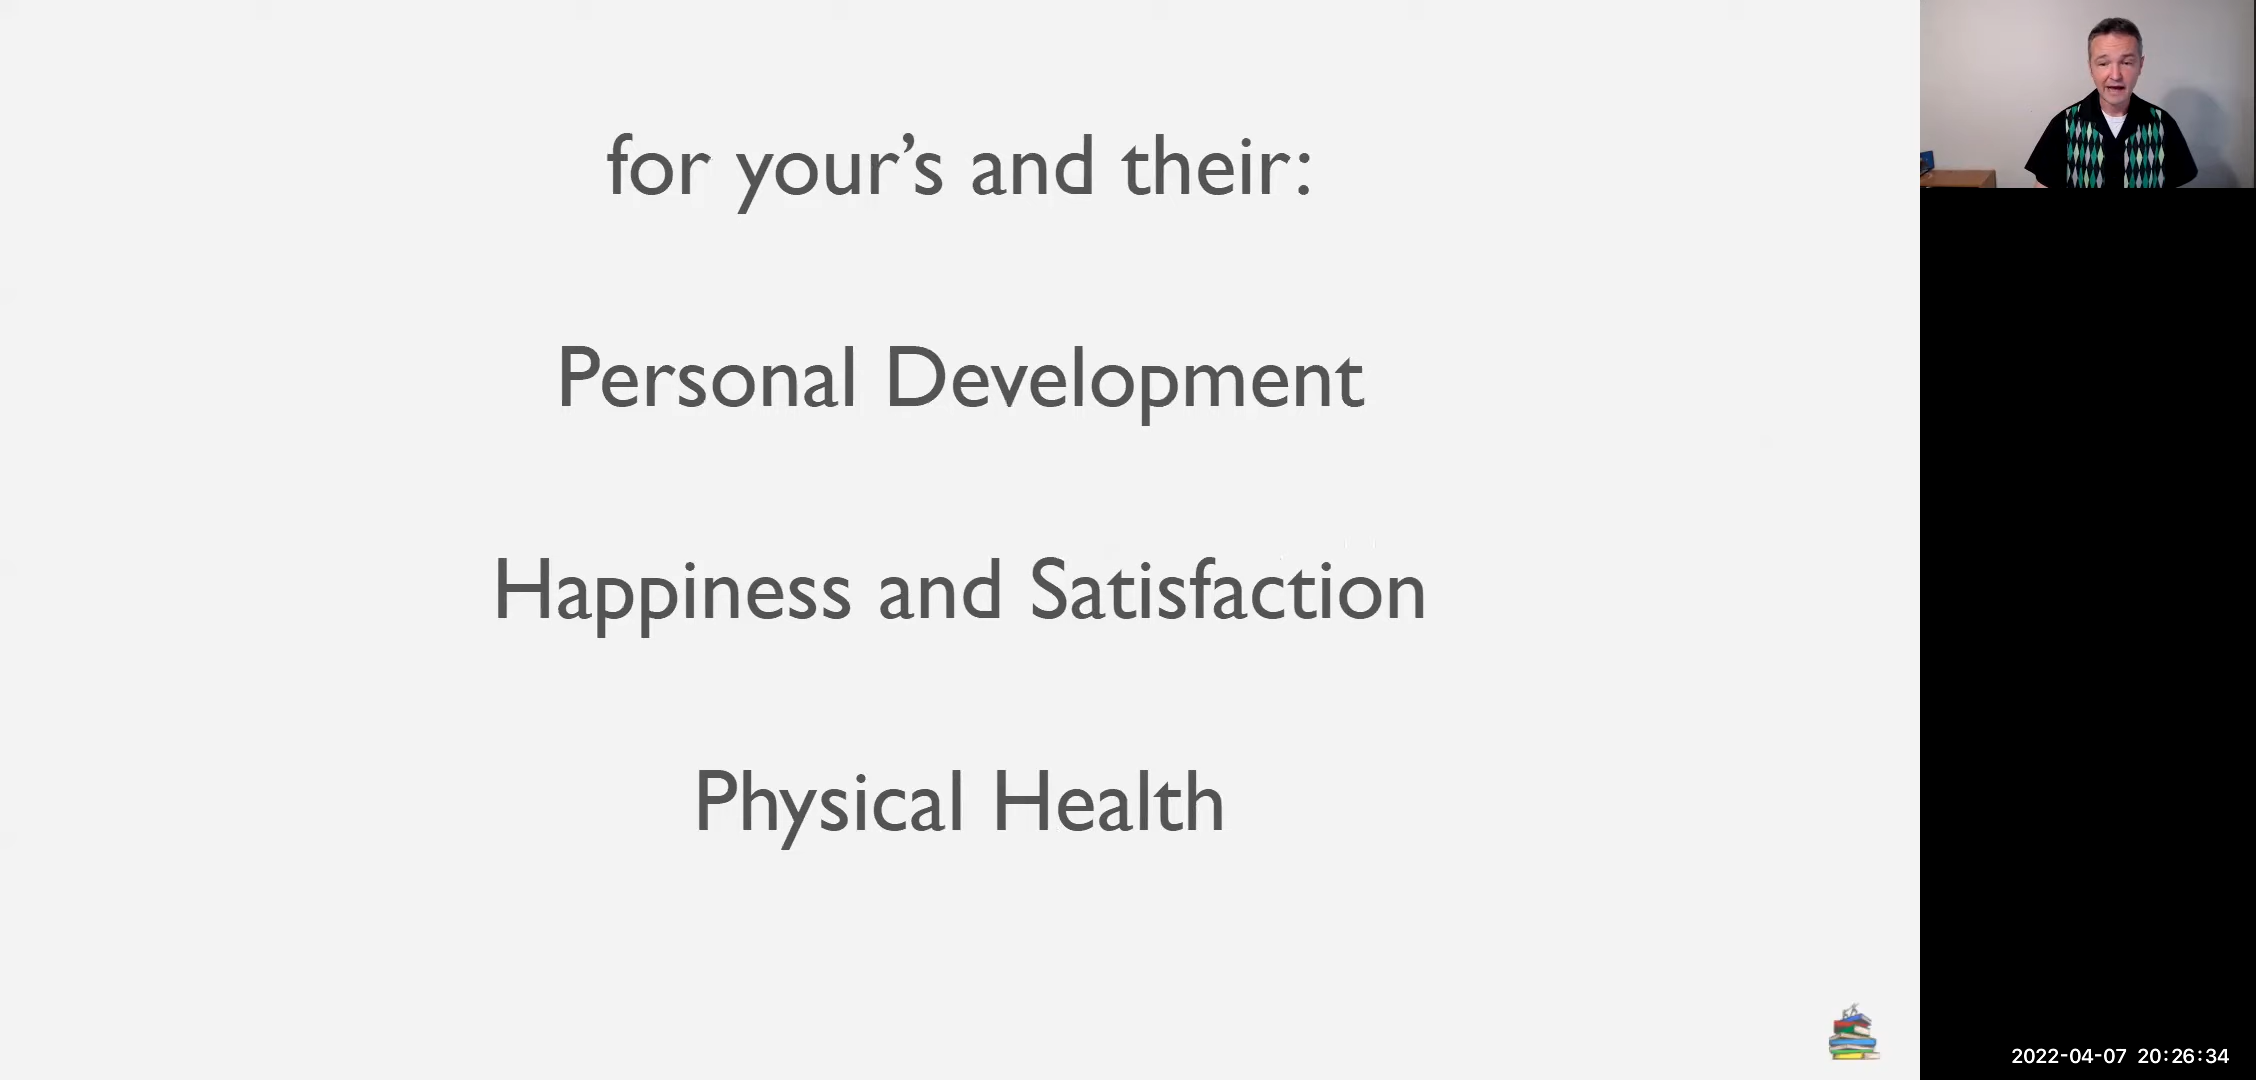 for your’s and their:
Personal Development
Happiness and Satisfaction
Physical Health
2022-04-07 20:26:34